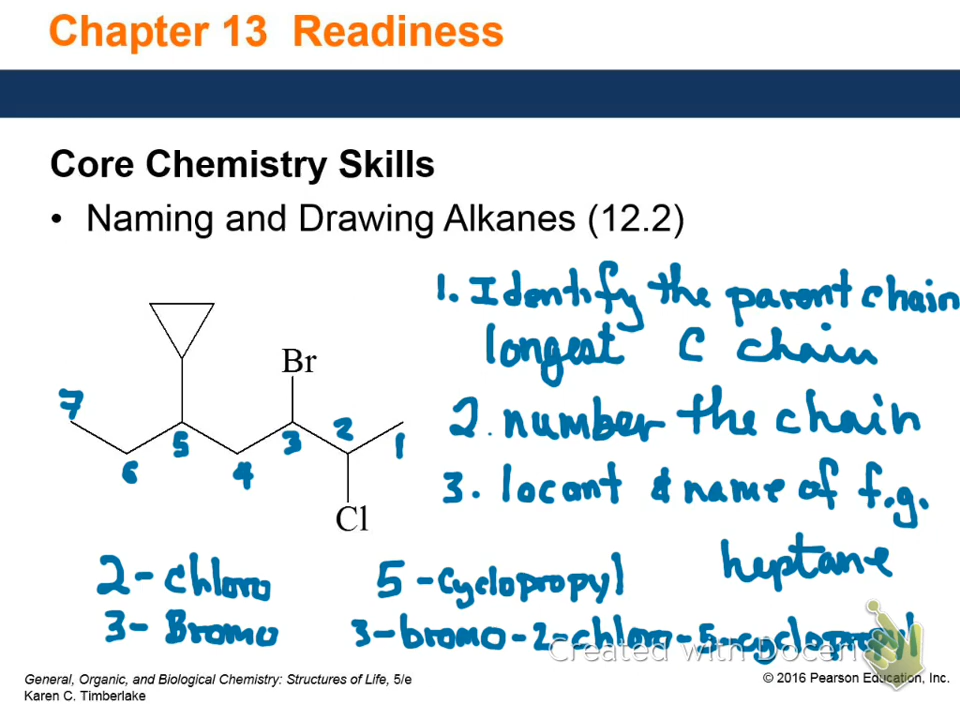 Chapter 13 Readiness
Core Chemistry Skills
• Naming and Drawing Alkanes (12.2)
1. Identify the parent chain
longest C chain
2. number the chain
3. locant & name of f.g.
Br
7
6
5
4
3
2
1
Cl
heptane
2-chloro
5-cyclopropyl
3-Bromo
3-bromo-2-chloro-5-cyclopropyl
Created with Doceri
General, Organic, and Biological Chemistry: Structures of Life, 5/e
Karen C. Timberlake
© 2016 Pearson Education, Inc.